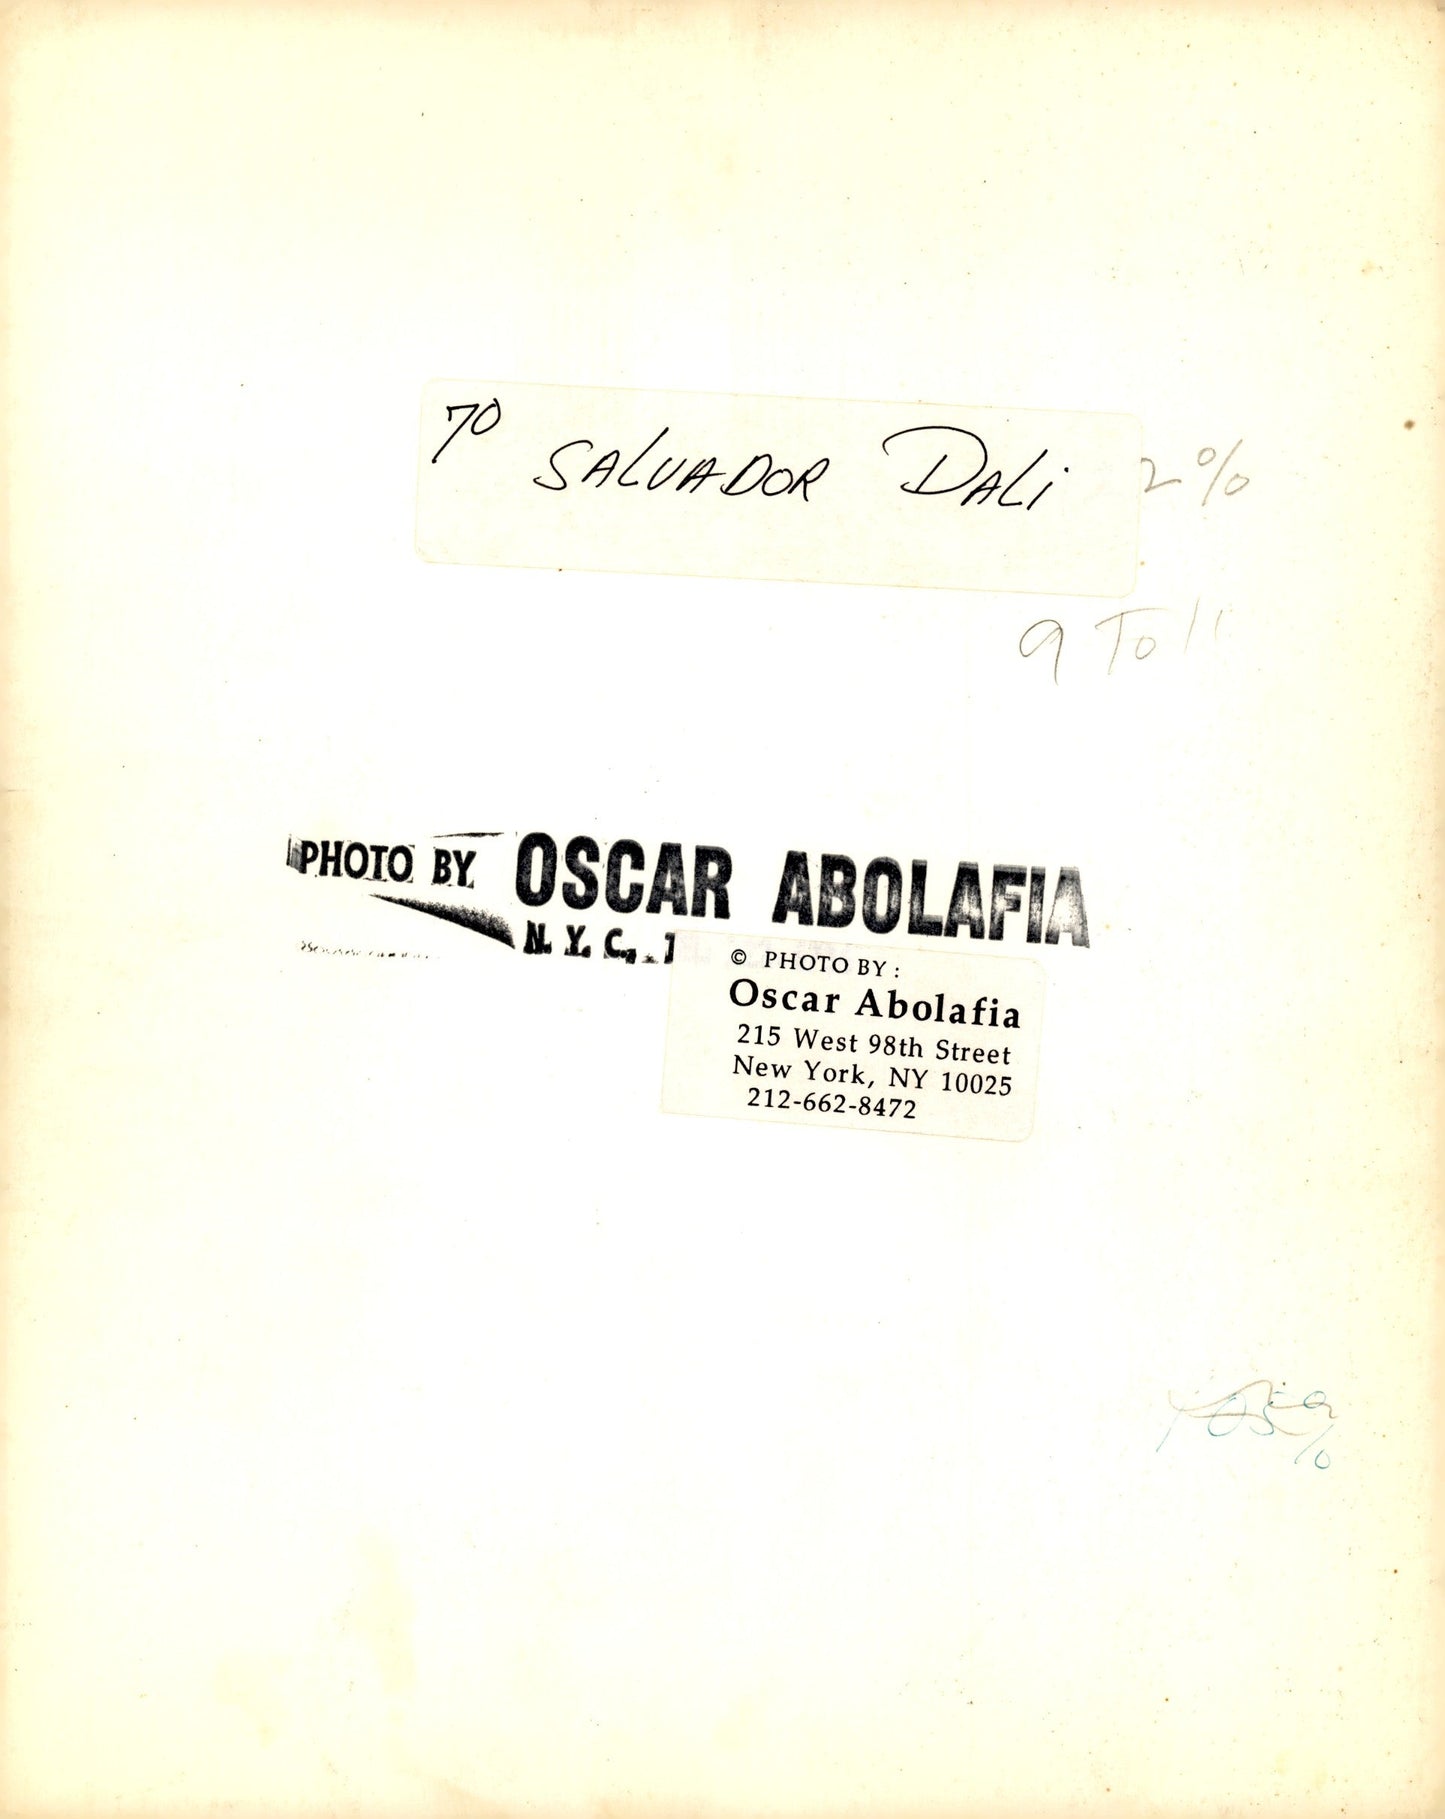 70 SALVADOR DALI 2%
9 To 11
PHOTO BY OSCAR ABOLAFIA
N. Y. C.,
© PHOTO BY :
Oscar Abolafia
215 West 98th Street
New York, NY 10025
212-662-8472